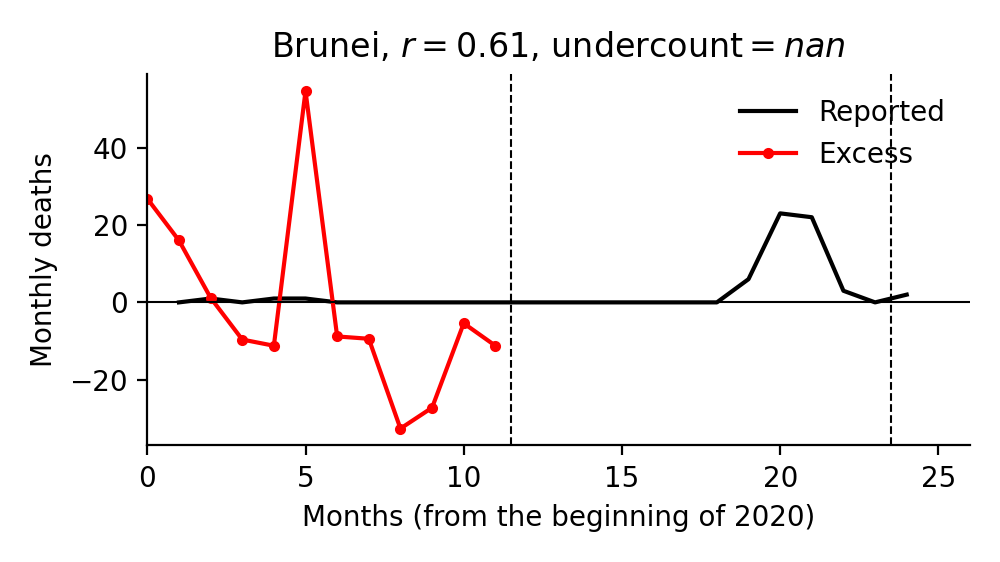 Brunei, r = 0.61, undercount = nan
Reported
Excess
Monthly deaths
40
20
0
−20
0 5 10 15 20 25
Months (from the beginning of 2020)